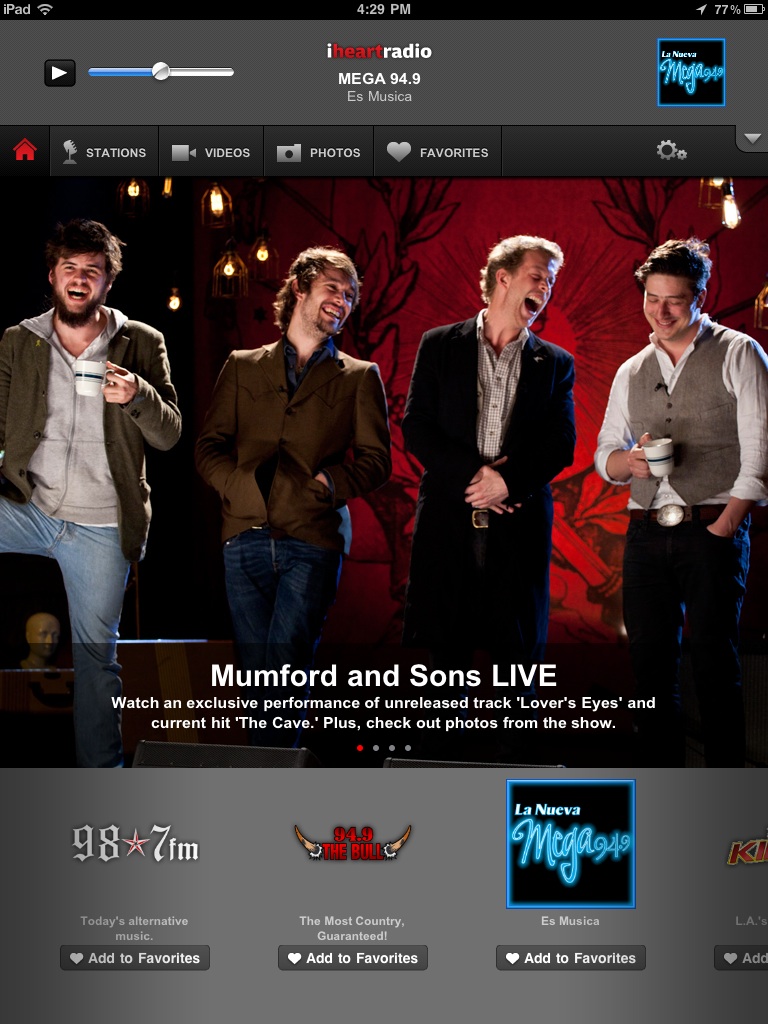 iPad
4:29 PM
77%
iheartradio
MEGA 94.9
Es Musica
La Nueva
Mega 94.9
STATIONS
VIDEOS
PHOTOS
FAVORITES
Mumford and Sons LIVE
Watch an exclusive performance of unreleased track 'Lover's Eyes' and
current hit 'The Cave.' Plus, check out photos from the show.
98 7fm
94.9
THE BULL
La Nueva
Mega 94.9
KI
Today's alternative
music.
The Most Country,
Guaranteed!
Es Musica
L.A.'s
Add to Favorites
Add to Favorites
Add to Favorites
Add